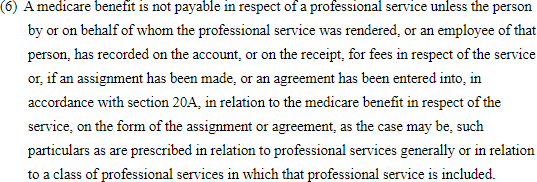 (6) A medicare benefit is not payable in respect of a professional service unless the person
by or on behalf of whom the professional service was rendered, or an employee of that
person, has recorded on the account, or on the receipt, for fees in respect of the service
or, if an assignment has been made, or an agreement has been entered into, in
accordance with section 20A, in relation to the medicare benefit in respect of the
service, on the form of the assignment or agreement, as the case may be, such
particulars as are prescribed in relation to professional services generally or in relation
to a class of professional services in which that professional service is included.